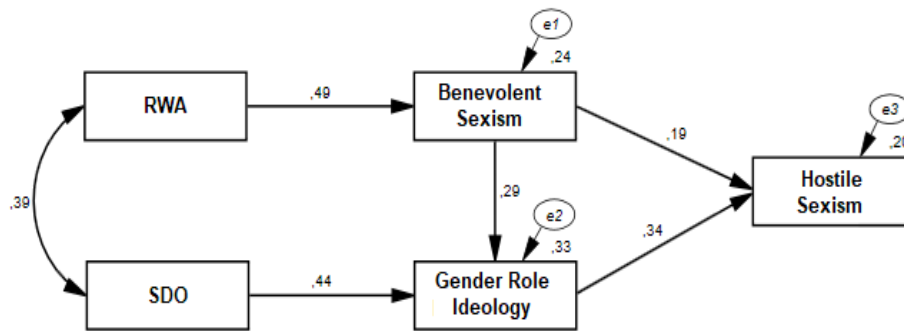 e1
,24
RWA
,49
Benevolent
Sexism
e3
,20
,19
Hostile
Sexism
,39
,29
e2
,34
,33
SDO
,44
Gender Role
Ideology